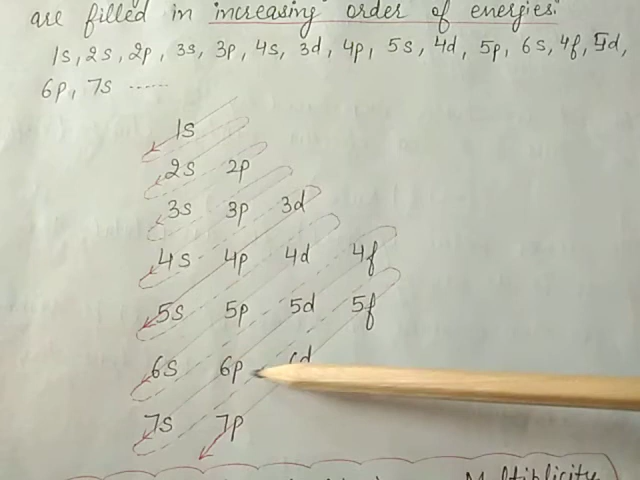 are filled in increasing order of energies.
1s, 2s, 2p, 3s, 3p, 4s, 3d, 4p, 5s, 4d, 5p, 6s, 4f, 5d,
6p, 7s ......
1s
2s 2p
3s 3p 3d
4s 4p 4d 4f
5s 5p 5d 5f
6s 6p 6d
7s 7p
Multiplicity